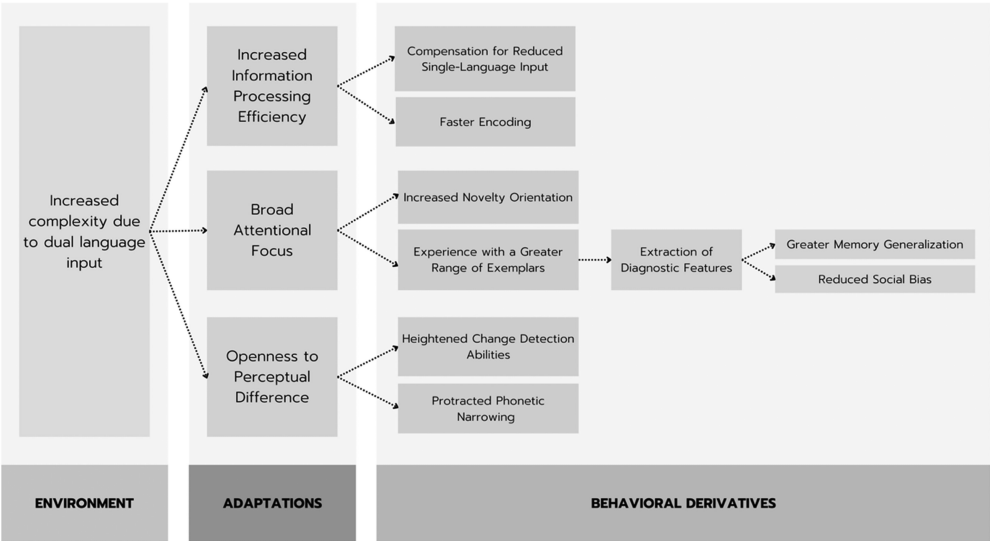 Increased
complexity due
to dual language
input
Increased
Information
Processing
Efficiency
Broad
Attentional
Focus
Openness to
Perceptual
Difference
Compensation for Reduced
Single-Language Input
Faster Encoding
Increased Novelty Orientation
Experience with a Greater
Range of Exemplars
Heightened Change Detection
Abilities
Protracted Phonetic
Narrowing
Extraction of
Diagnostic Features
Greater Memory Generalization
Reduced Social Bias
ENVIRONMENT
ADAPTATIONS
BEHAVIORAL DERIVATIVES